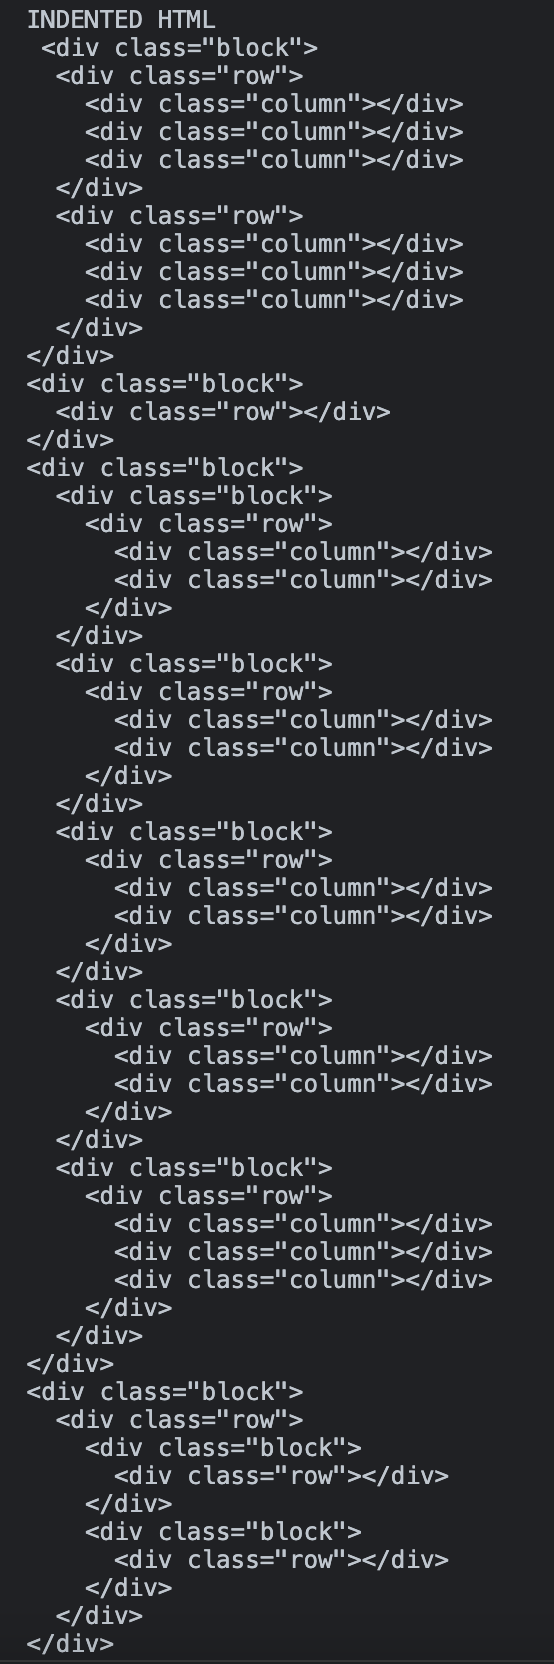 INDENTED HTML
 <div class="block">
  <div class="row">
    <div class="column"></div>
    <div class="column"></div>
    <div class="column"></div>
  </div>
  <div class="row">
    <div class="column"></div>
    <div class="column"></div>
    <div class="column"></div>
  </div>
</div>
<div class="block">
  <div class="row"></div>
</div>
<div class="block">
  <div class="block">
    <div class="row">
      <div class="column"></div>
      <div class="column"></div>
    </div>
  </div>
  <div class="block">
    <div class="row">
      <div class="column"></div>
      <div class="column"></div>
    </div>
  </div>
  <div class="block">
    <div class="row">
      <div class="column"></div>
      <div class="column"></div>
    </div>
  </div>
  <div class="block">
    <div class="row">
      <div class="column"></div>
      <div class="column"></div>
    </div>
  </div>
  <div class="block">
    <div class="row">
      <div class="column"></div>
      <div class="column"></div>
      <div class="column"></div>
    </div>
  </div>
</div>
<div class="block">
  <div class="row">
    <div class="block">
      <div class="row"></div>
    </div>
    <div class="block">
      <div class="row"></div>
    </div>
  </div>
</div>